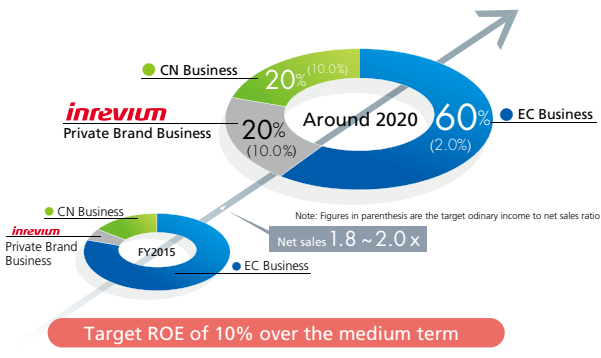 CN Business
20% (10.0%)
inrevium
Private Brand Business
20%
(10.0%)
Around 2020
60%
(2.0%)
EC Business
Note: Figures in parenthesis are the target odinary income to net sales ratio
Net sales 1.8 ~ 2.0 x
CN Business
inrevium
Private Brand
Business
FY2015
EC Business
Target ROE of 10% over the medium term